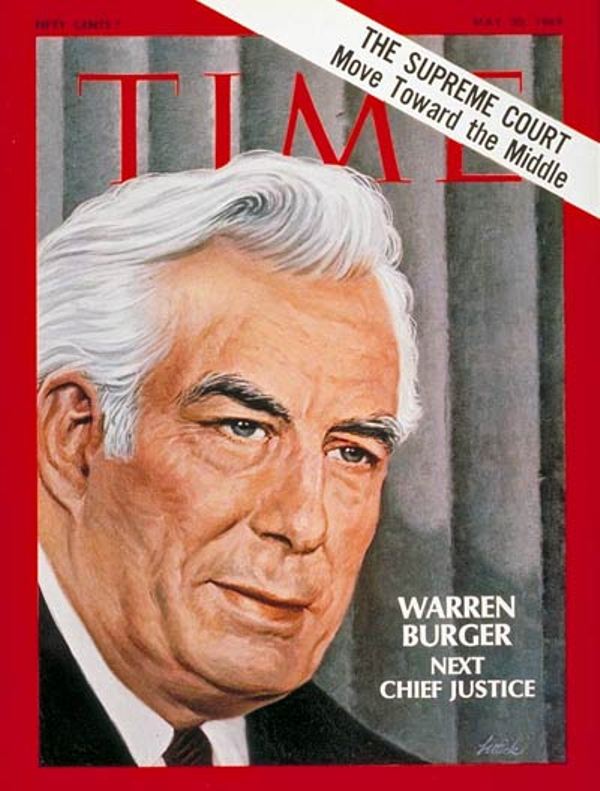 FIFTY CENTS
MAY 30, 1969
THE SUPREME COURT
Move Toward the Middle
TIME
WARREN
BURGER
NEXT
CHIEF JUSTICE